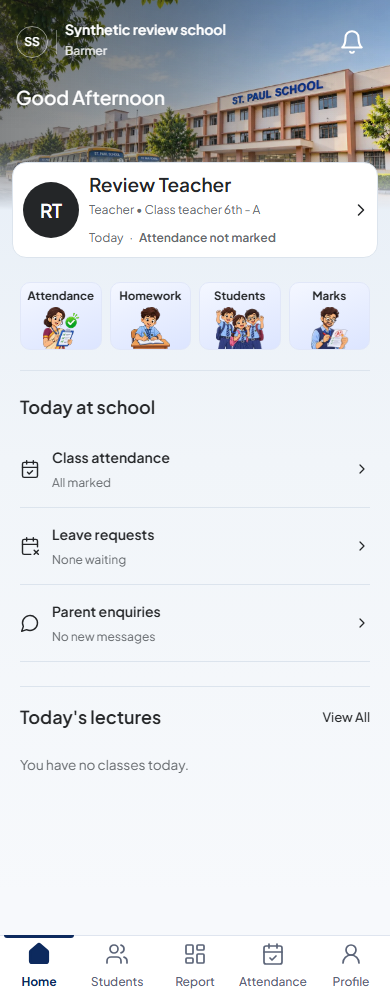 SS
Synthetic review school
Barmer
Good Afternoon
ST. PAUL SCHOOL
RT
Review Teacher
Teacher • Class teacher 6th - A
Today · Attendance not marked
Attendance
Homework
Students
Marks
Today at school
Class attendance
All marked
Leave requests
None waiting
Parent enquiries
No new messages
Today's lectures
View All
You have no classes today.
Home
Students
Report
Attendance
Profile